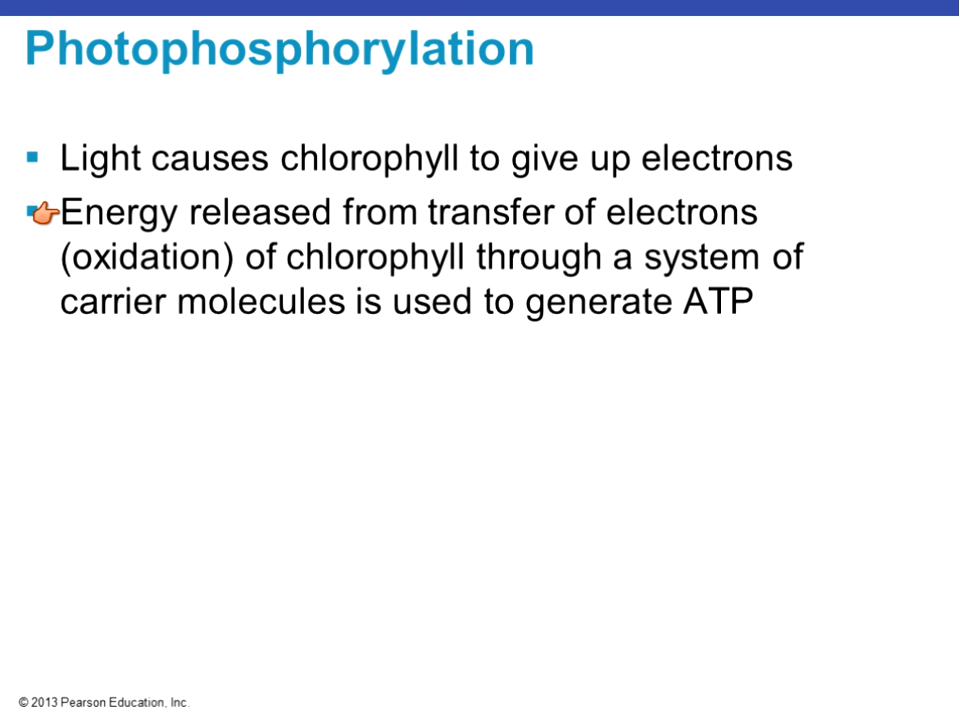 Photophosphorylation
Light causes chlorophyll to give up electrons
Energy released from transfer of electrons
(oxidation) of chlorophyll through a system of
carrier molecules is used to generate ATP
© 2013 Pearson Education, Inc.